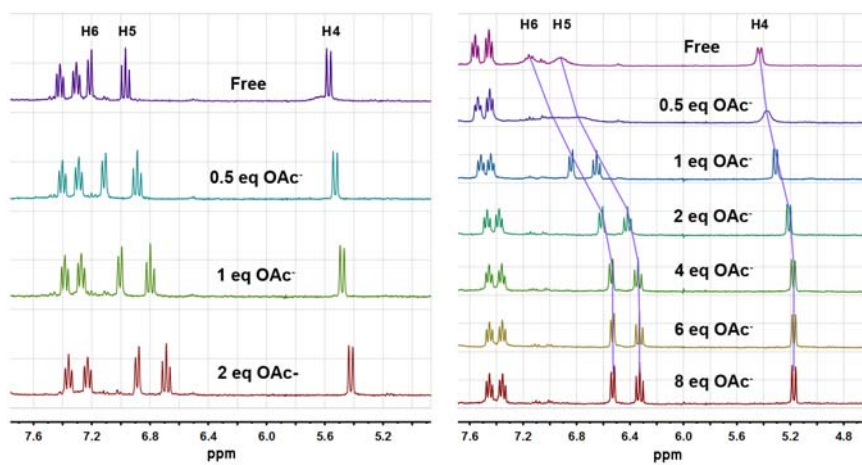 H6 H5 H4
Free
0.5 eq OAc⁻
1 eq OAc⁻
2 eq OAc-
7.6 7.2 6.8 6.4 6.0 5.6 5.2
ppm
H6 H5 H4
Free
0.5 eq OAc⁻
1 eq OAc⁻
2 eq OAc⁻
4 eq OAc⁻
6 eq OAc⁻
8 eq OAc⁻
7.6 7.2 6.8 6.4 6.0 5.6 5.2 4.8
ppm